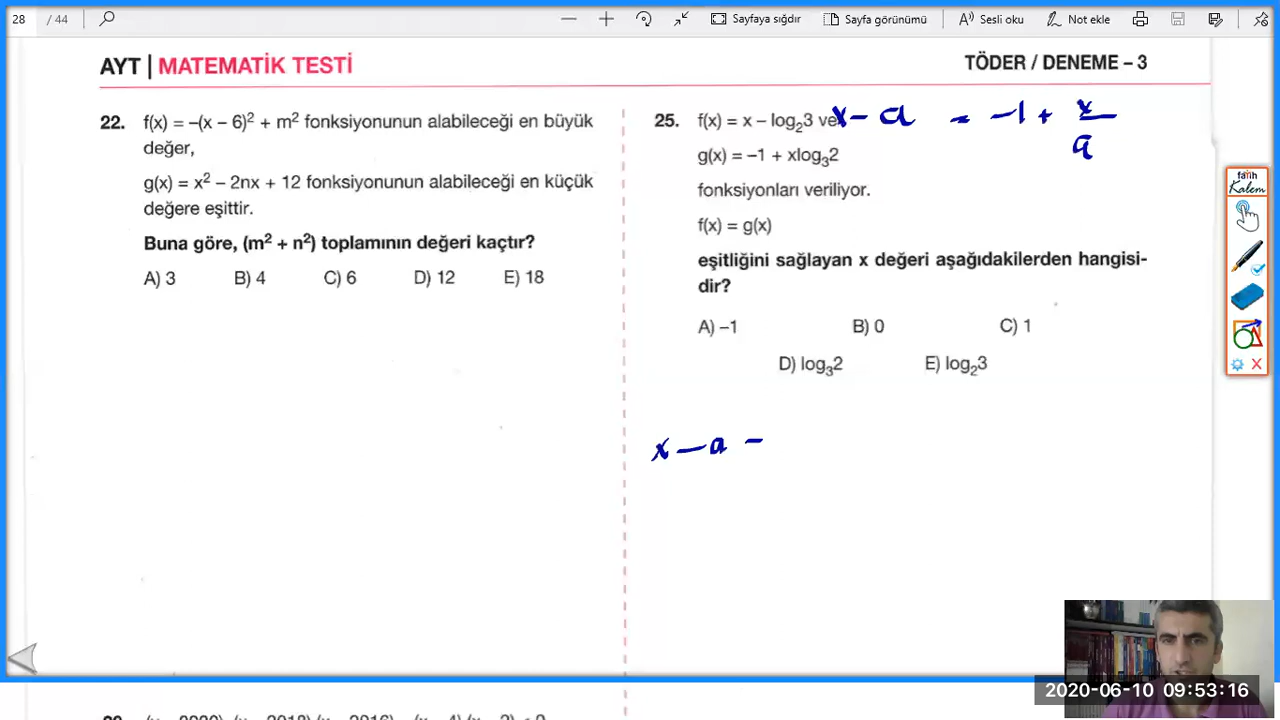 28 / 44 Sayfaya sığdır Sayfa görünümü Sesli oku Not ekle
AYT | MATEMATİK TESTİ
TÖDER / DENEME – 3
22. f(x) = –(x – 6)² + m² fonksiyonunun alabileceği en büyük
değer,
g(x) = x² – 2nx + 12 fonksiyonunun alabileceği en küçük
değere eşittir.
Buna göre, (m² + n²) toplamının değeri kaçtır?
A) 3 B) 4 C) 6 D) 12 E) 18
25. f(x) = x – log₂3 ve x – a = –1 + x/a
g(x) = –1 + xlog₃2
fonksiyonları veriliyor.
f(x) = g(x)
eşitliğini sağlayan x değeri aşağıdakilerden hangisi-
dir?
A) –1 B) 0 C) 1
D) log₃2 E) log₂3
x – a =
fatih
Kalem
2020-06-10 09:53:16